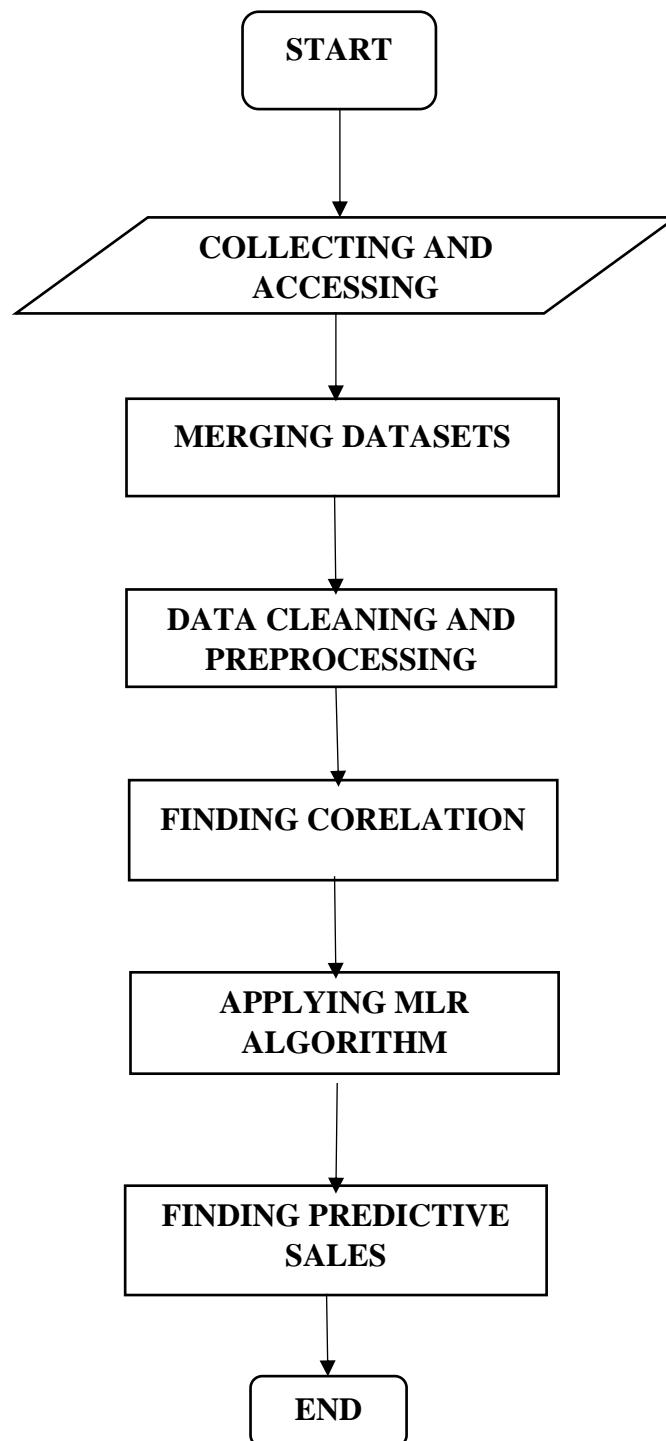 START
COLLECTING AND
ACCESSING
MERGING DATASETS
DATA CLEANING AND
PREPROCESSING
FINDING CORELATION
APPLYING MLR
ALGORITHM
FINDING PREDICTIVE
SALES
END